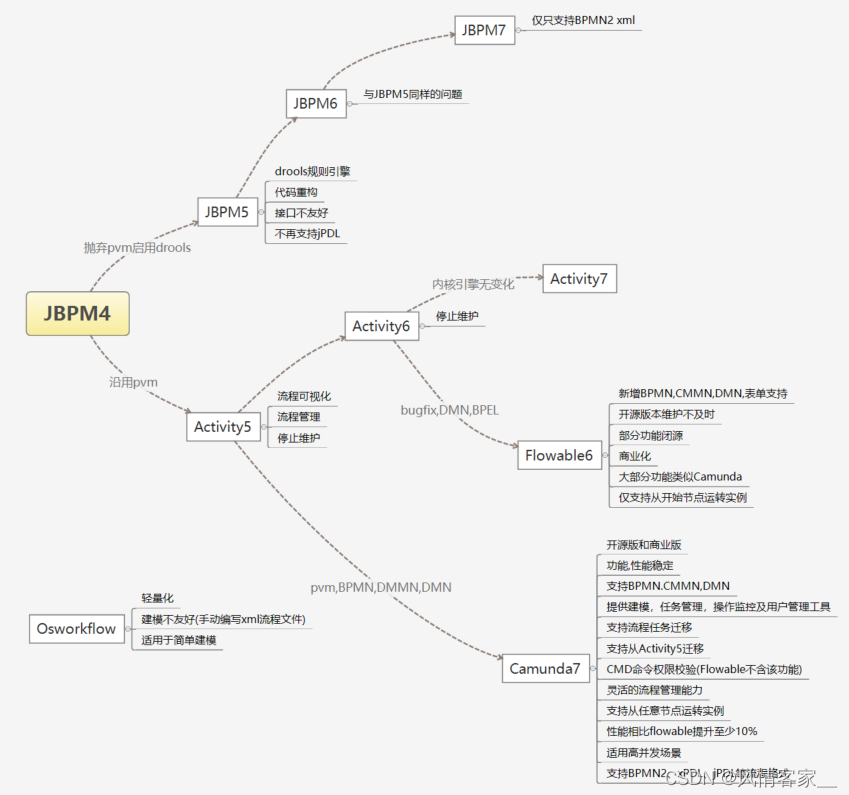 JBPM7
仅只支持BPMN2 xml
JBPM6
与JBPM5同样的问题
JBPM5
drools规则引擎
代码重构
接口不友好
不再支持jPDL
抛弃pvm启用drools
JBPM4
沿用pvm
内核引擎无变化
Activity7
Activity6
停止维护
Activity5
流程可视化
流程管理
停止维护
bugfix,DMN,BPEL
Flowable6
新增BPMN,CMMN,DMN,表单支持
开源版本维护不及时
部分功能闭源
商业化
大部分功能类似Camunda
仅支持从开始节点运转实例
pvm,BPMN,DMMN,DMN
Osworkflow
轻量化
建模不友好(手动编写xml流程文件)
适用于简单建模
Camunda7
开源版和商业版
功能,性能稳定
支持BPMN.CMMN,DMN
提供建模，任务管理，操作监控及用户管理工具
支持流程任务迁移
支持从Activity5迁移
CMD命令权限校验(Flowable不含该功能)
灵活的流程管理能力
支持从任意节点运转实例
性能相比flowable提升至少10%
适用高并发场景
支持BPMN2、xPDL、jPDL
CSDN @风情客家__